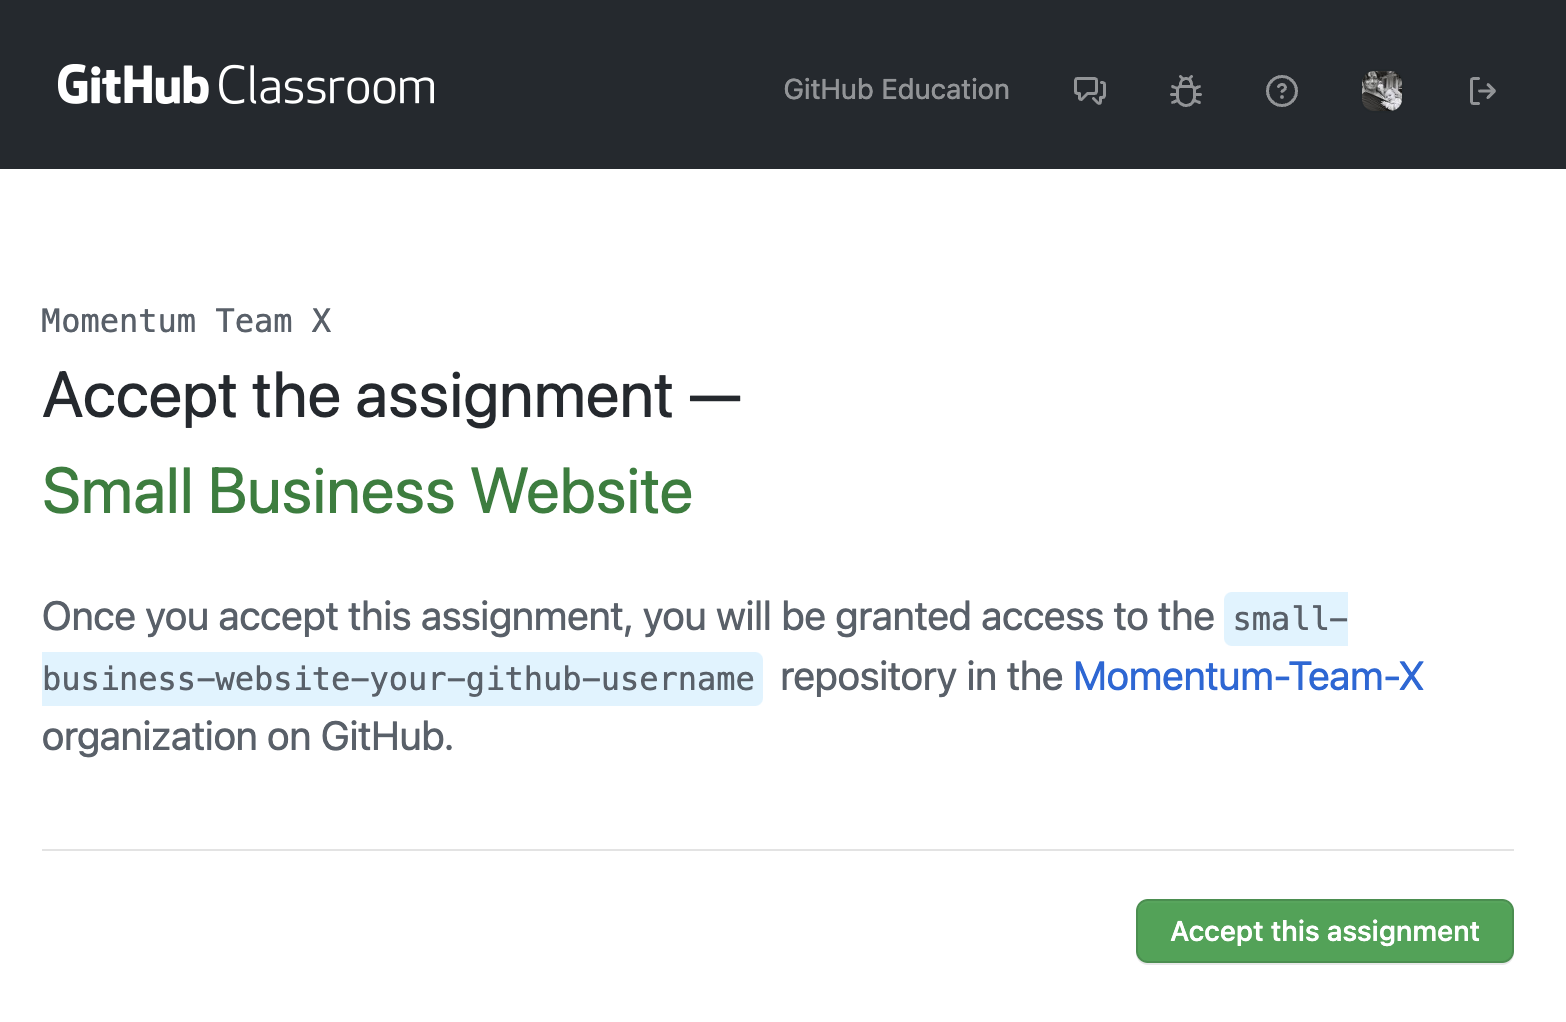 GitHub Classroom
GitHub Education
Momentum Team X
Accept the assignment —
Small Business Website
Once you accept this assignment, you will be granted access to the small-
business-website-your-github-username repository in the Momentum-Team-X
organization on GitHub.
Accept this assignment